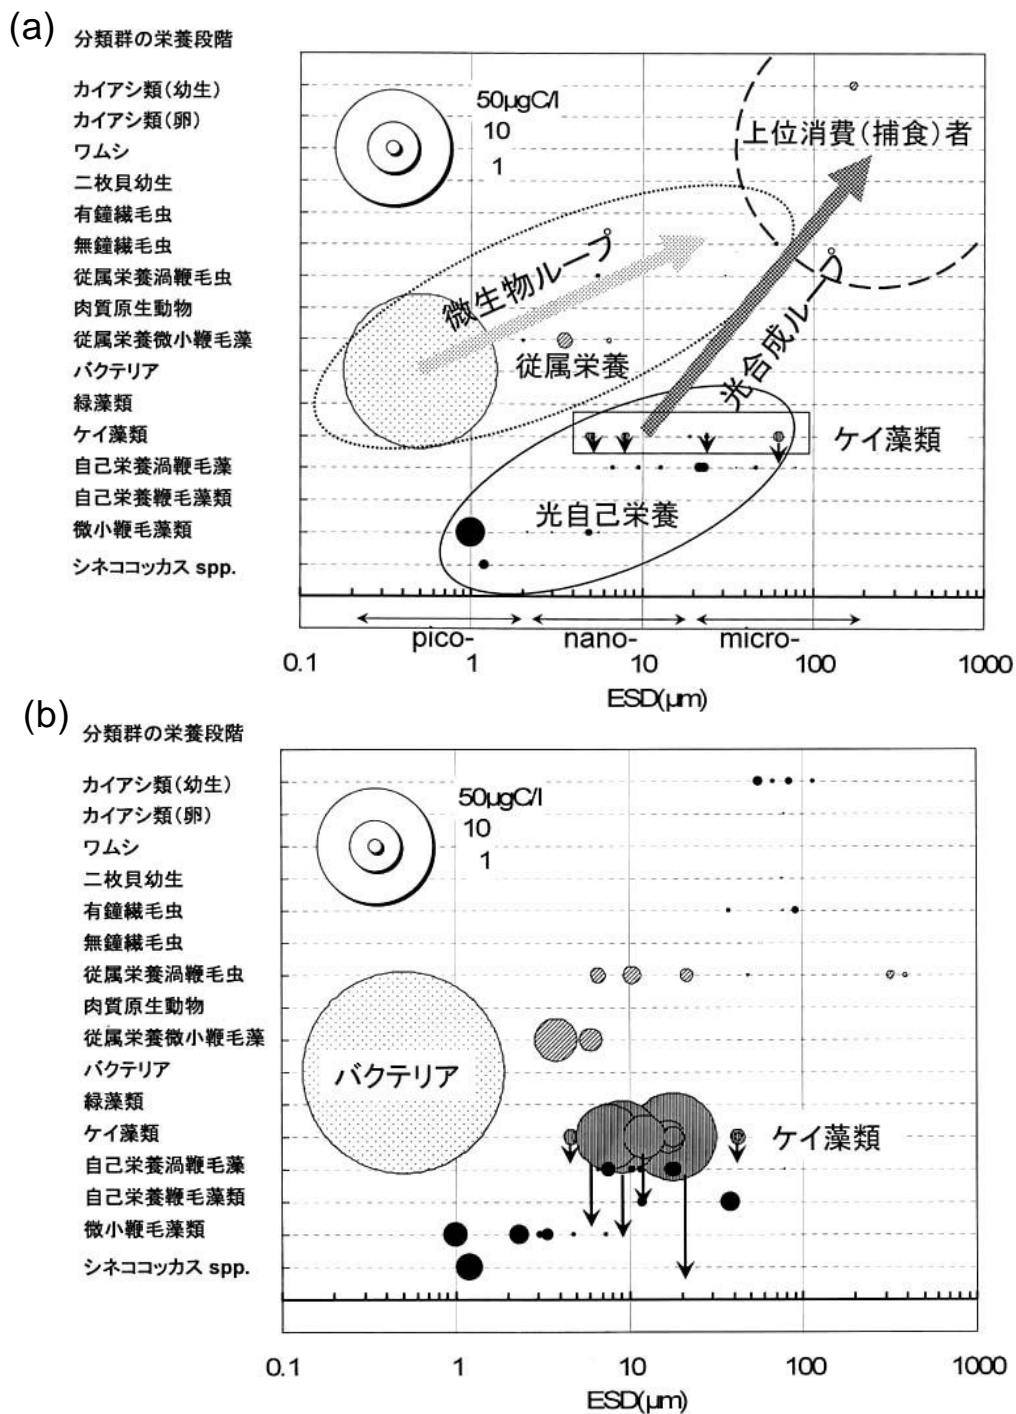 (a)
分類群の栄養段階
カイアシ類(幼生)
カイアシ類(卵)
ワムシ
二枚貝幼生
有鐘繊毛虫
無鐘繊毛虫
従属栄養渦鞭毛虫
肉質原生動物
従属栄養微小鞭毛藻
バクテリア
緑藻類
ケイ藻類
自己栄養渦鞭毛藻
自己栄養鞭毛藻類
微小鞭毛藻類
シネココッカス spp.
50µgC/l
10
1
上位消費(捕食)者
微生物ループ
光合成ループ
従属栄養
ケイ藻類
光自己栄養
pico-
nano-
micro-
0.1
1
10
100
1000
ESD(µm)
(b)
分類群の栄養段階
カイアシ類(幼生)
カイアシ類(卵)
ワムシ
二枚貝幼生
有鐘繊毛虫
無鐘繊毛虫
従属栄養渦鞭毛虫
肉質原生動物
従属栄養微小鞭毛藻
バクテリア
緑藻類
ケイ藻類
自己栄養渦鞭毛藻
自己栄養鞭毛藻類
微小鞭毛藻類
シネココッカス spp.
50µgC/l
10
1
バクテリア
ケイ藻類
0.1
1
10
100
1000
ESD(µm)